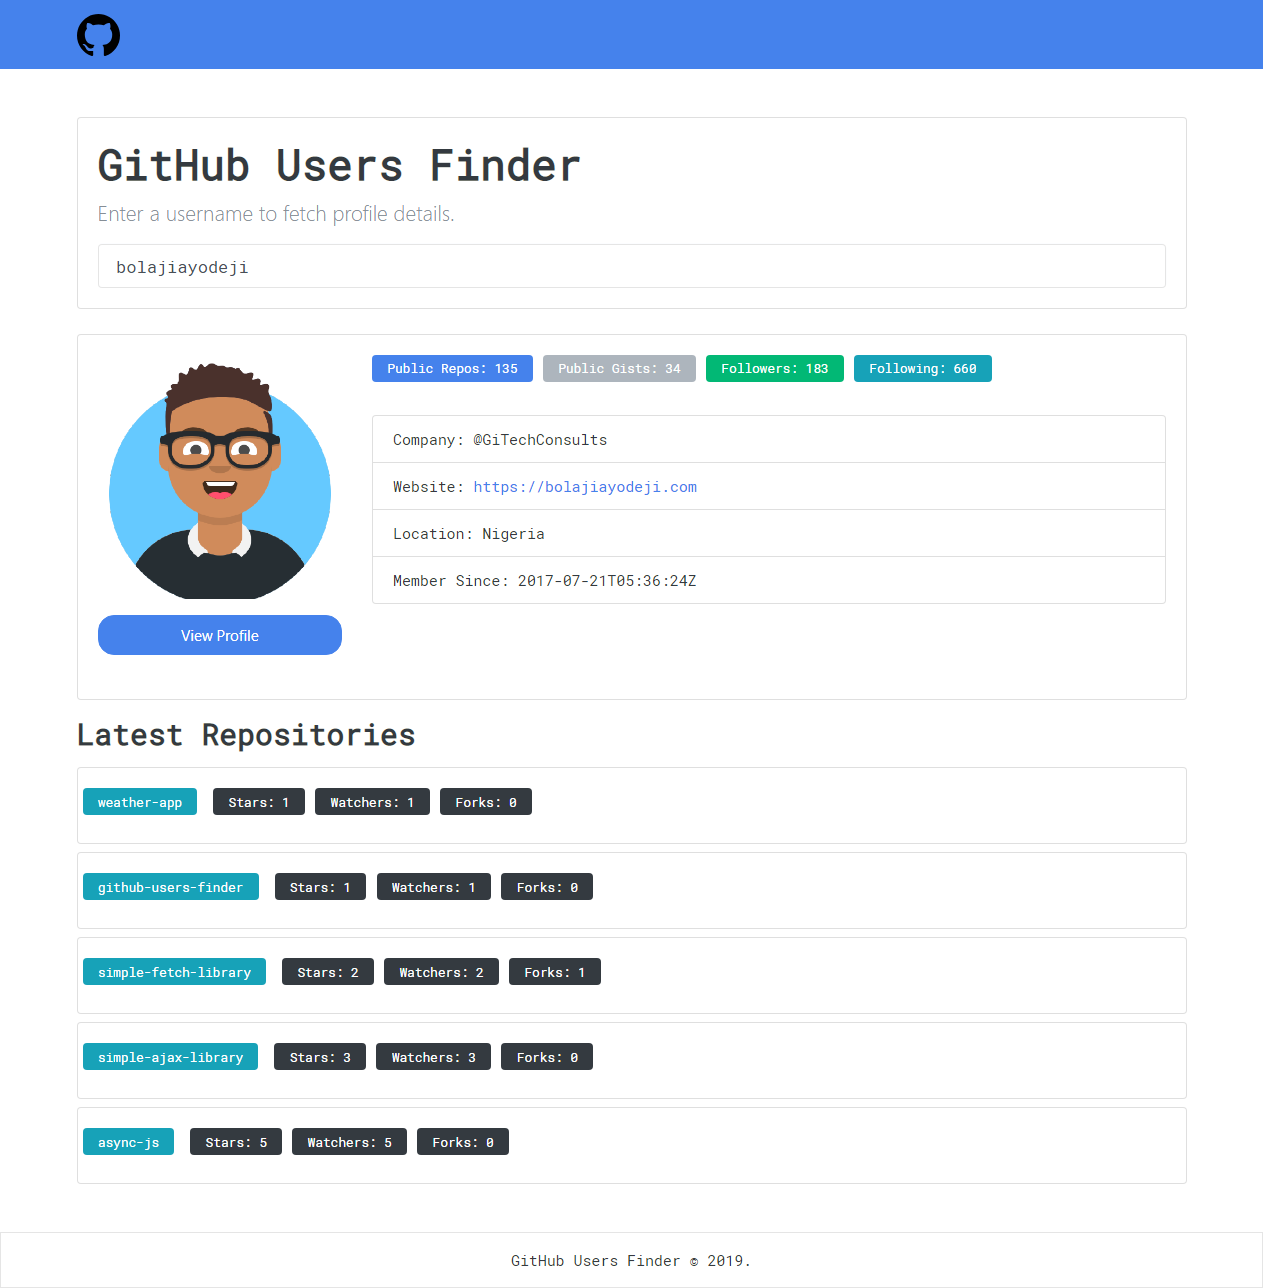 GitHub Users Finder
Enter a username to fetch profile details.
bolajiayodeji
Public Repos: 135 Public Gists: 34 Followers: 183 Following: 660
Company: @GiTechConsults
Website: https://bolajiayodeji.com
Location: Nigeria
Member Since: 2017-07-21T05:36:24Z
View Profile
Latest Repositories
weather-app Stars: 1 Watchers: 1 Forks: 0
github-users-finder Stars: 1 Watchers: 1 Forks: 0
simple-fetch-library Stars: 2 Watchers: 2 Forks: 1
simple-ajax-library Stars: 3 Watchers: 3 Forks: 0
async-js Stars: 5 Watchers: 5 Forks: 0
GitHub Users Finder © 2019.